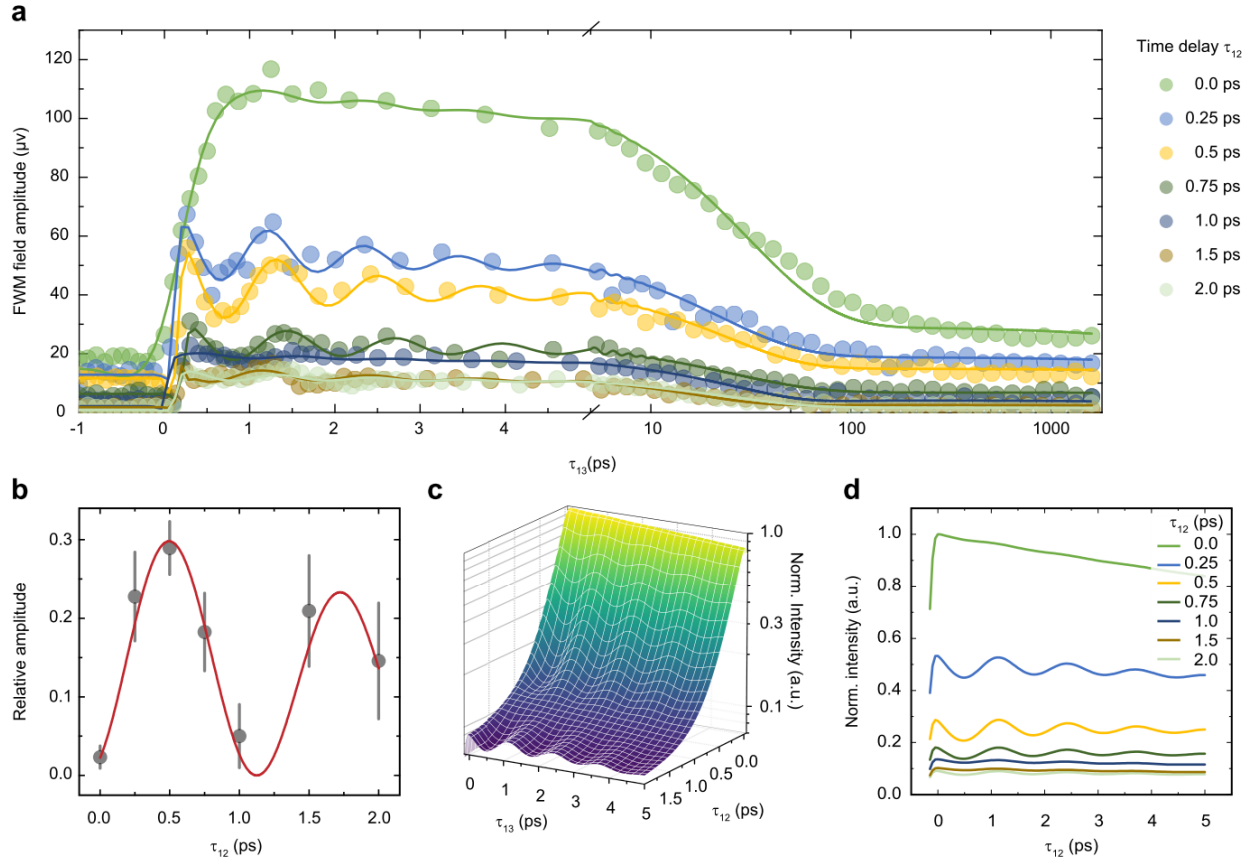 a
FWM field amplitude (μv)
120
100
80
60
40
20
0
-1
0
1
2
3
4
10
100
1000
τ13(ps)
Time delay τ12
0.0 ps
0.25 ps
0.5 ps
0.75 ps
1.0 ps
1.5 ps
2.0 ps
b
Relative amplitude
0.3
0.2
0.1
0.0
0.0
0.5
1.0
1.5
2.0
τ12 (ps)
c
1.0
0.3
0.1
Norm. Intensity (a.u.)
0
1
2
3
4
5
τ13 (ps)
0.0
0.5
1.0
1.5
τ12 (ps)
d
Norm. intensity (a.u.)
1.0
0.8
0.6
0.4
0.2
0.0
0
1
2
3
4
5
τ12 (ps)
τ12 (ps)
0.0
0.25
0.5
0.75
1.0
1.5
2.0